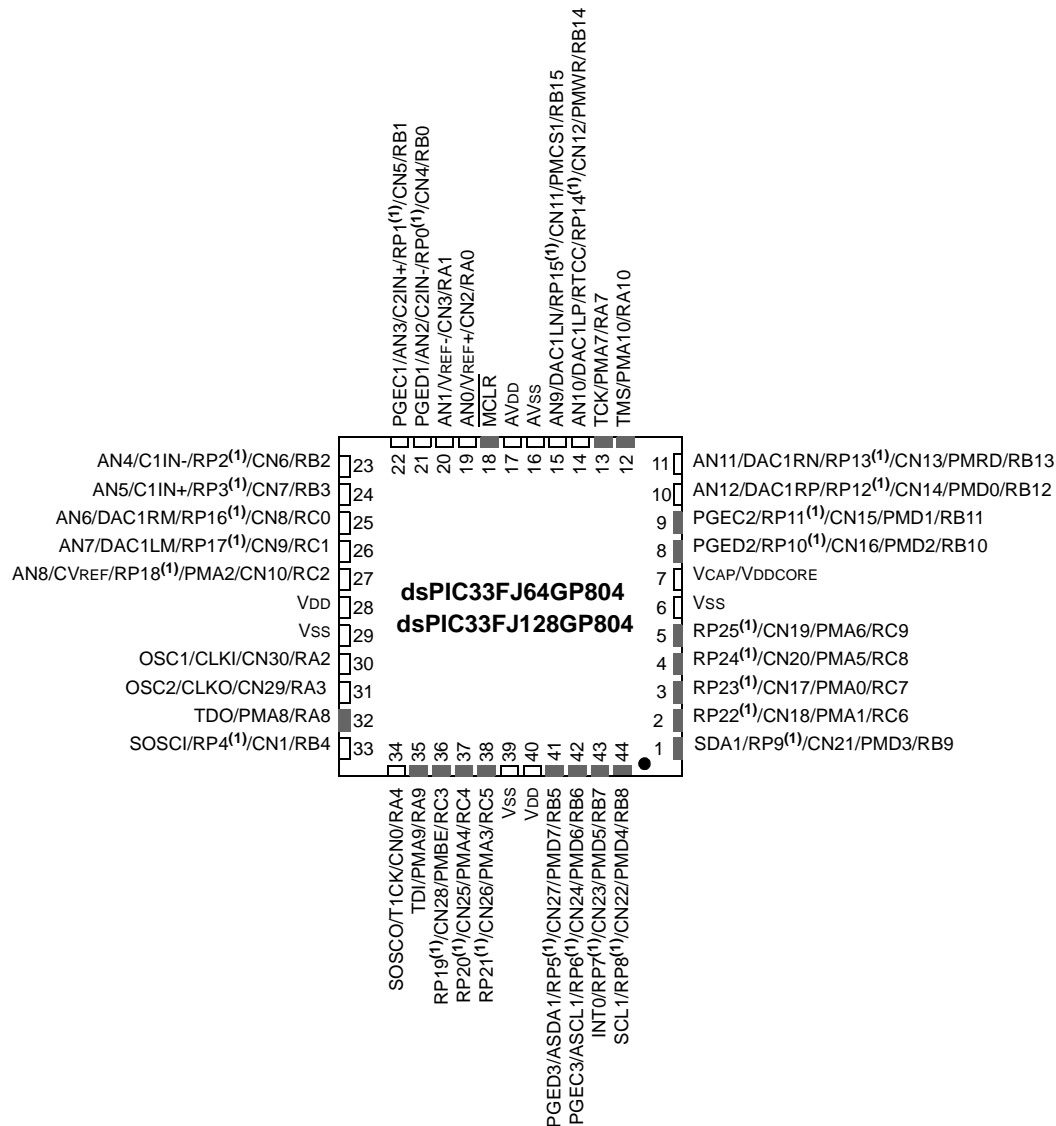 PGEC1/AN3/C2IN+/RP1(1)/CN5/RB1
PGED1/AN2/C2IN-/RP0(1)/CN4/RB0
AN1/VREF-/CN3/RA1
AN0/VREF+/CN2/RA0
MCLR
AVDD
AVSS
AN9/DAC1LN/RP15(1)/CN11/PMCS1/RB15
AN10/DAC1LP/RTCC/RP14(1)/CN12/PMWR/RB14
TCK/PMA7/RA7
TMS/PMA10/RA10
22 21 20 19 18 17 16 15 14 13 12
AN4/C1IN-/RP2(1)/CN6/RB2 23
AN5/C1IN+/RP3(1)/CN7/RB3 24
AN6/DAC1RM/RP16(1)/CN8/RC0 25
AN7/DAC1LM/RP17(1)/CN9/RC1 26
AN8/CVREF/RP18(1)/PMA2/CN10/RC2 27
VDD 28
VSS 29
OSC1/CLKI/CN30/RA2 30
OSC2/CLKO/CN29/RA3 31
TDO/PMA8/RA8 32
SOSCI/RP4(1)/CN1/RB4 33
dsPIC33FJ64GP804
dsPIC33FJ128GP804
11 AN11/DAC1RN/RP13(1)/CN13/PMRD/RB13
10 AN12/DAC1RP/RP12(1)/CN14/PMD0/RB12
9 PGEC2/RP11(1)/CN15/PMD1/RB11
8 PGED2/RP10(1)/CN16/PMD2/RB10
7 VCAP/VDDCORE
6 VSS
5 RP25(1)/CN19/PMA6/RC9
4 RP24(1)/CN20/PMA5/RC8
3 RP23(1)/CN17/PMA0/RC7
2 RP22(1)/CN18/PMA1/RC6
1 SDA1/RP9(1)/CN21/PMD3/RB9
34 35 36 37 38 39 40 41 42 43 44
SOSCO/T1CK/CN0/RA4
TDI/PMA9/RA9
RP19(1)/CN28/PMBE/RC3
RP20(1)/CN25/PMA4/RC4
RP21(1)/CN26/PMA3/RC5
VSS
VDD
PGED3/ASDA1/RP5(1)/CN27/PMD7/RB5
PGEC3/ASCL1/RP6(1)/CN24/PMD6/RB6
INT0/RP7(1)/CN23/PMD5/RB7
SCL1/RP8(1)/CN22/PMD4/RB8